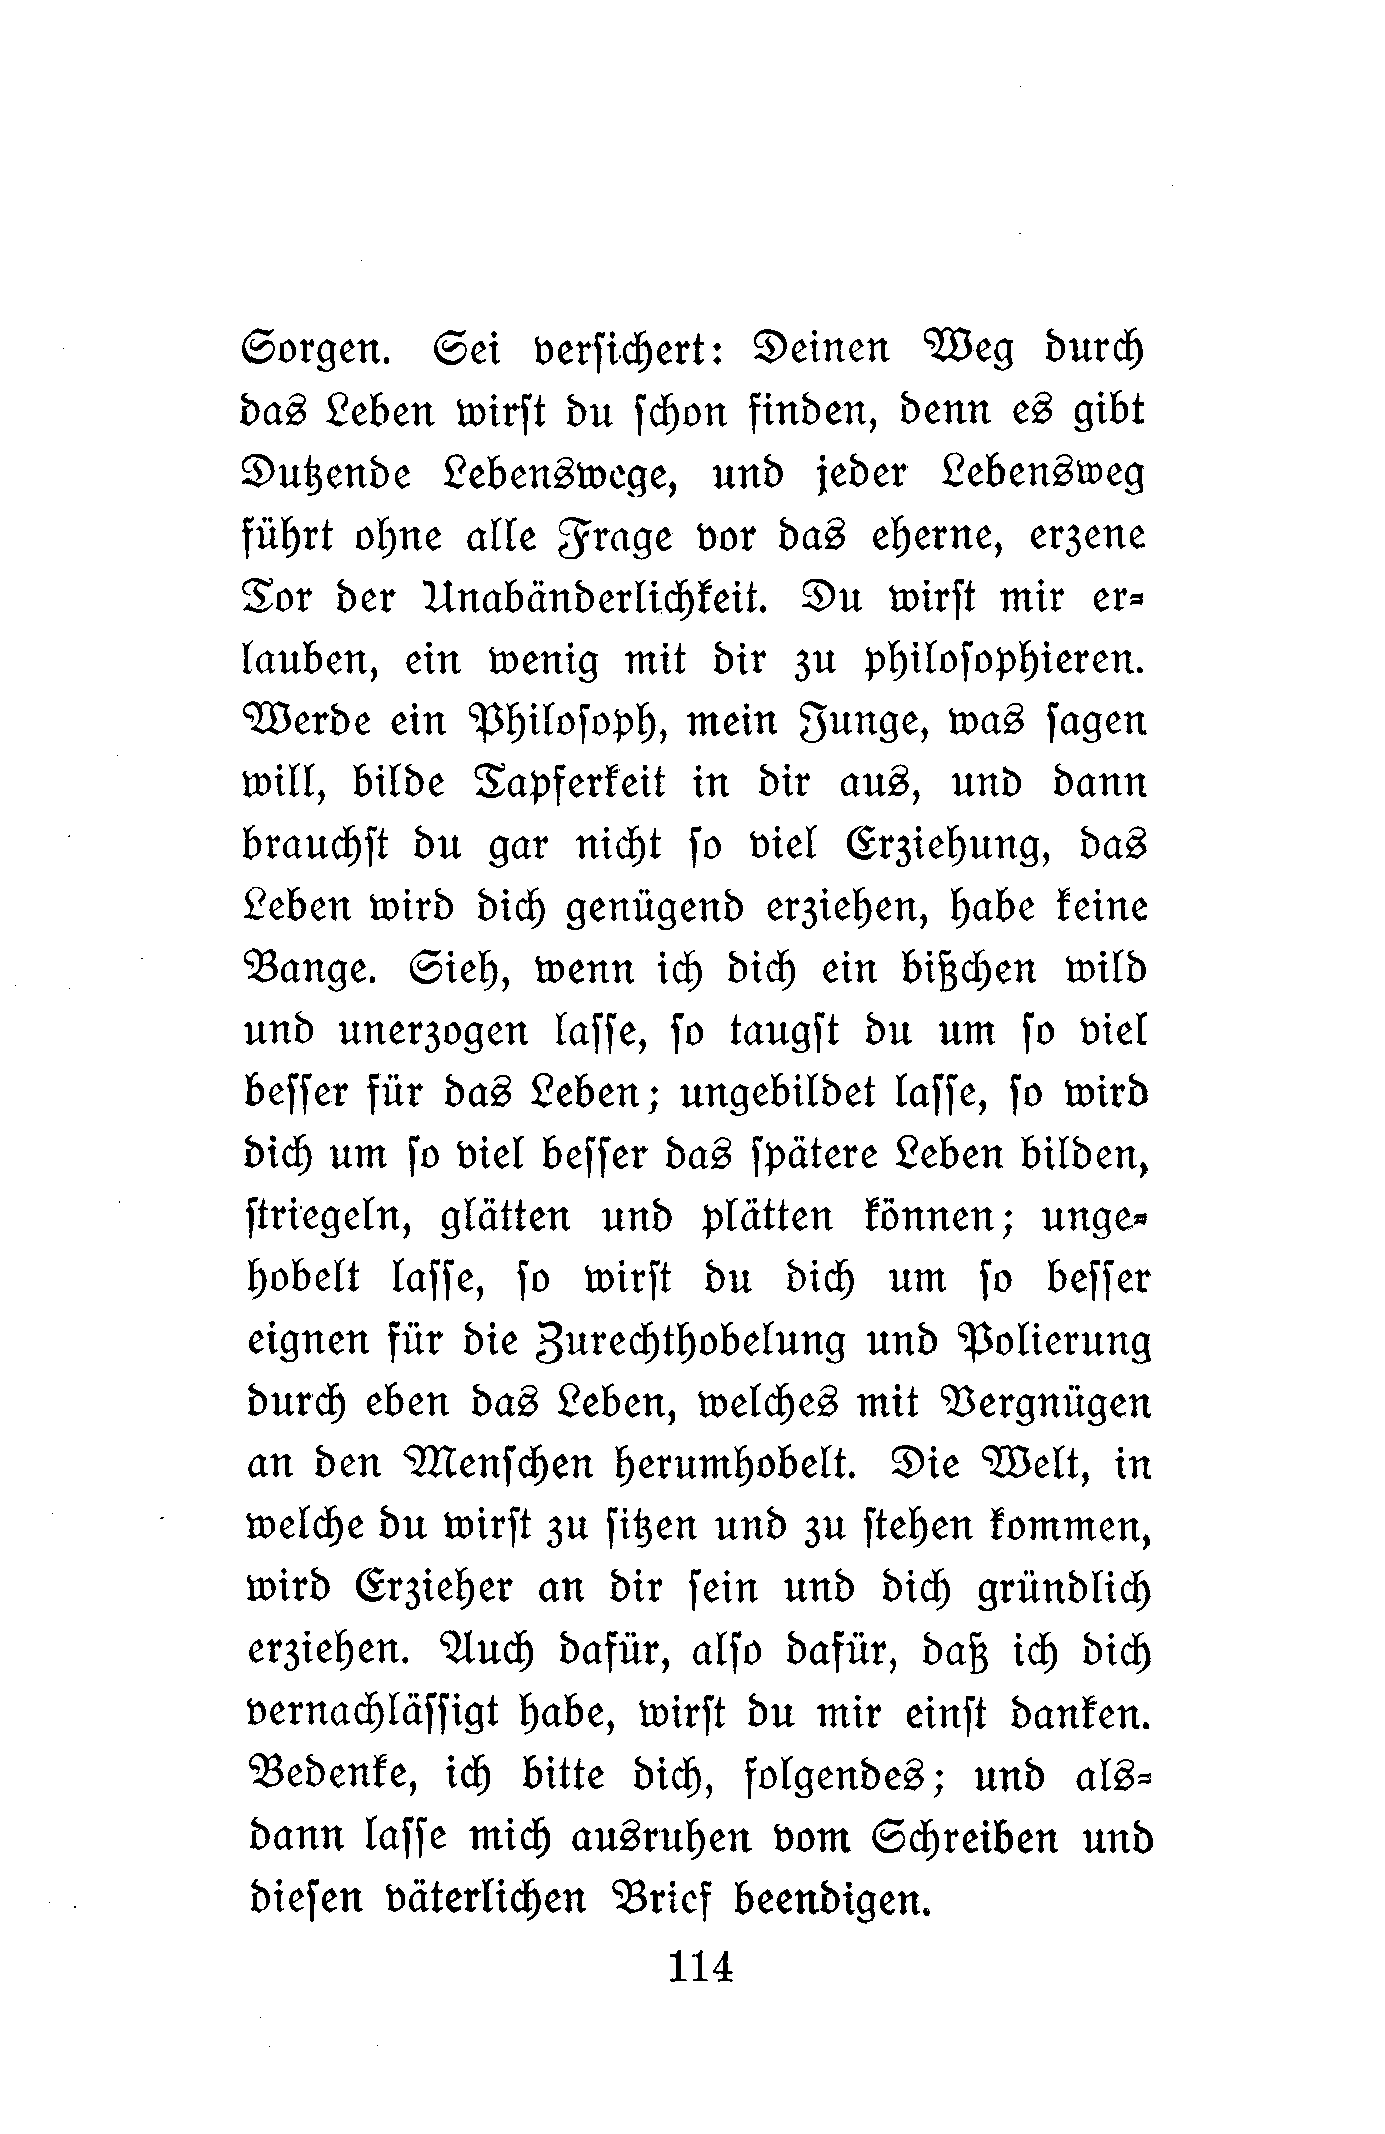 Sorgen. Sei versichert: Deinen Weg durch
das Leben wirst du schon finden, denn es gibt
Dutzende Lebenswege, und jeder Lebensweg
führt ohne alle Frage vor das eherne, erzene
Tor der Unabänderlichkeit. Du wirst mir er-
lauben, ein wenig mit dir zu philosophieren.
Werde ein Philosoph, mein Junge, was sagen
will, bilde Tapferkeit in dir aus, und dann
brauchst du gar nicht so viel Erziehung, das
Leben wird dich genügend erziehen, habe keine
Bange. Sieh, wenn ich dich ein bißchen wild
und unerzogen lasse, so taugst du um so viel
besser für das Leben; ungebildet lasse, so wird
dich um so viel besser das spätere Leben bilden,
striegeln, glätten und plätten können; unge-
hobelt lasse, so wirst du dich um so besser
eignen für die Zurechthobelung und Polierung
durch eben das Leben, welches mit Vergnügen
an den Menschen herumhobelt. Die Welt, in
welche du wirst zu sitzen und zu stehen kommen,
wird Erzieher an dir sein und dich gründlich
erziehen. Auch dafür, also dafür, daß ich dich
vernachlässigt habe, wirst du mir einst danken.
Bedenke, ich bitte dich, folgendes; und als-
dann lasse mich ausruhen vom Schreiben und
diesen väterlichen Brief beendigen.
114